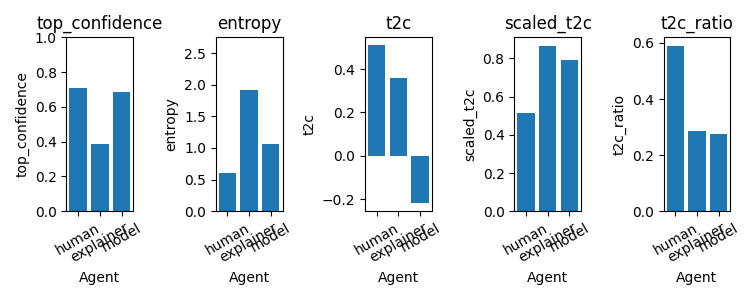 top_confidence
entropy
t2c
scaled_t2c
t2c_ratio
top_confidence
1.0
0.8
0.6
0.4
0.2
0.0
human
explainer
model
Agent
entropy
2.5
2.0
1.5
1.0
0.5
0.0
human
explainer
model
Agent
t2c
0.4
0.2
0.0
−0.2
human
explainer
model
Agent
scaled_t2c
0.8
0.6
0.4
0.2
0.0
human
explainer
model
Agent
t2c_ratio
0.6
0.4
0.2
0.0
human
explainer
model
Agent